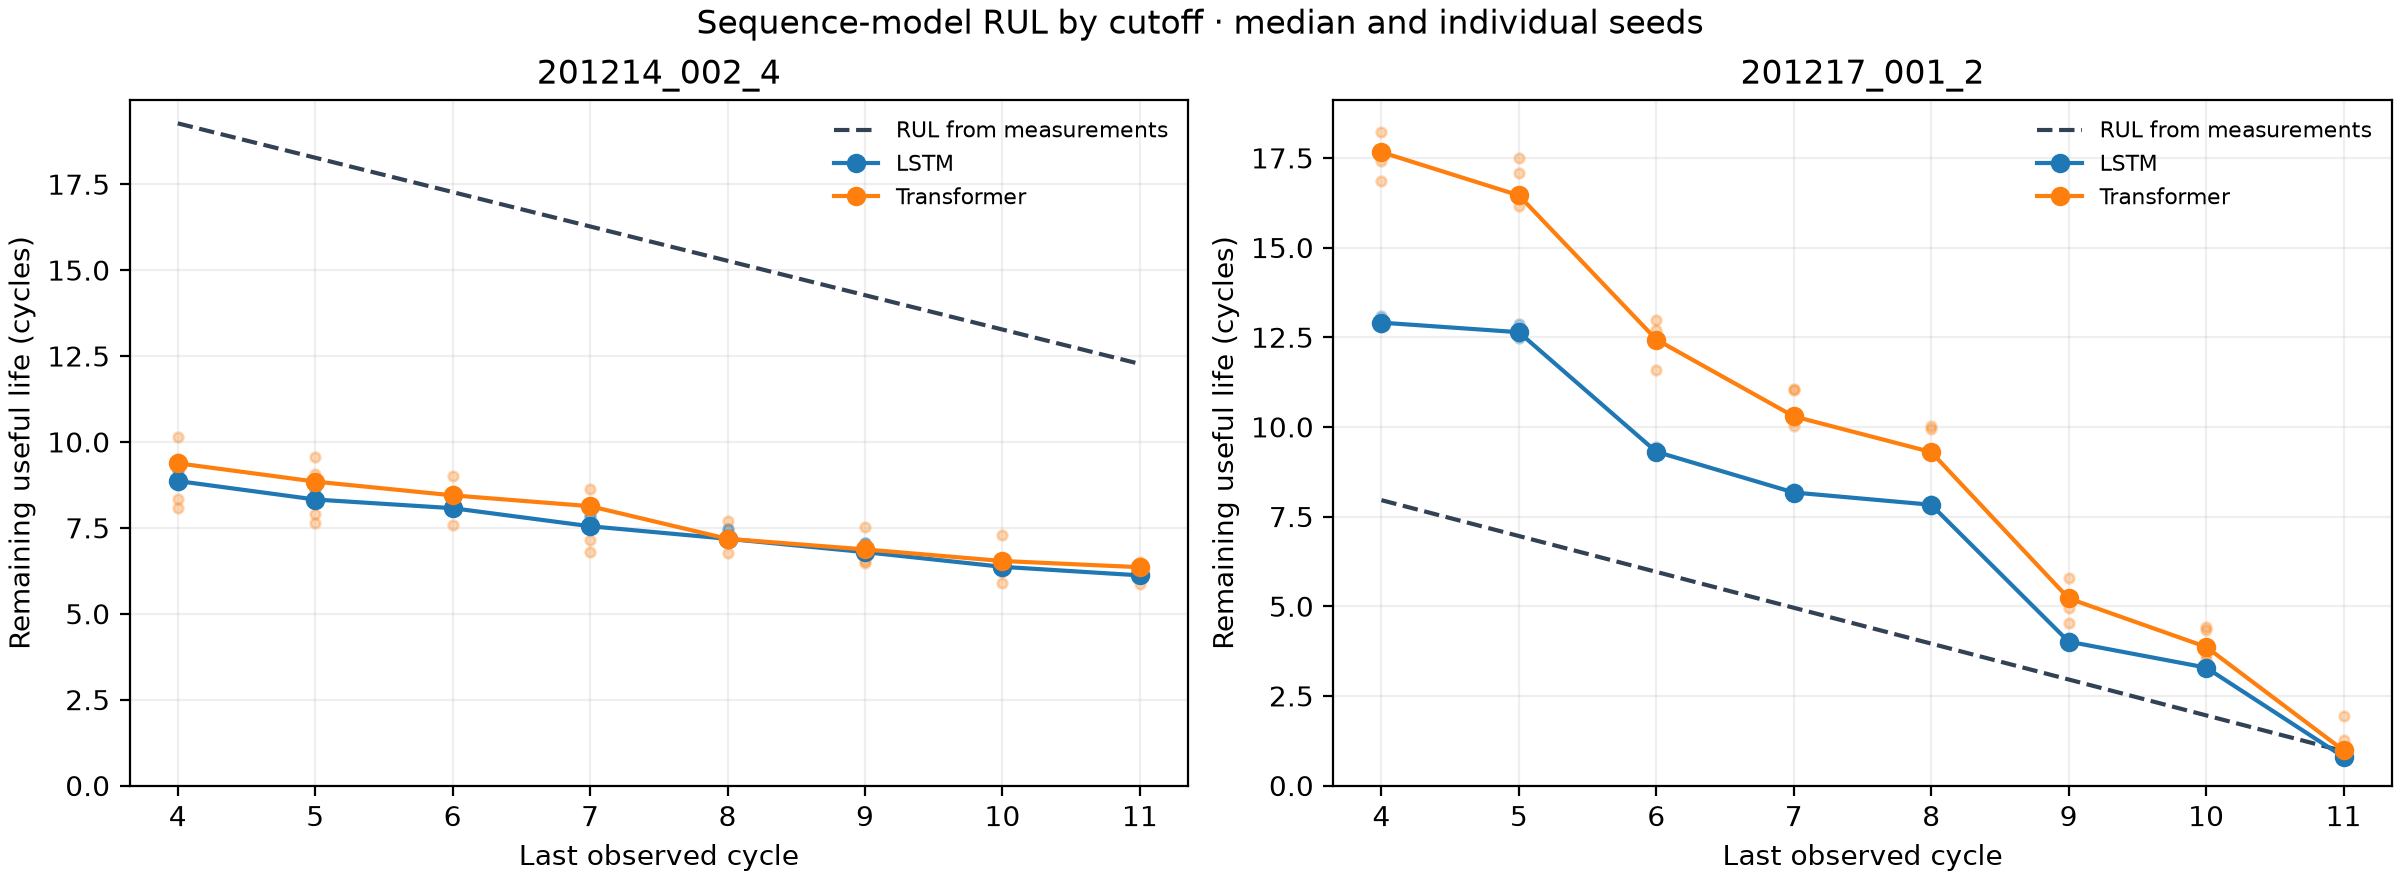 Sequence-model RUL by cutoff · median and individual seeds
201214_002_4
RUL from measurements
LSTM
Transformer
Remaining useful life (cycles)
17.5
15.0
12.5
10.0
7.5
5.0
2.5
0.0
4 5 6 7 8 9 10 11
Last observed cycle
201217_001_2
RUL from measurements
LSTM
Transformer
Remaining useful life (cycles)
17.5
15.0
12.5
10.0
7.5
5.0
2.5
0.0
4 5 6 7 8 9 10 11
Last observed cycle